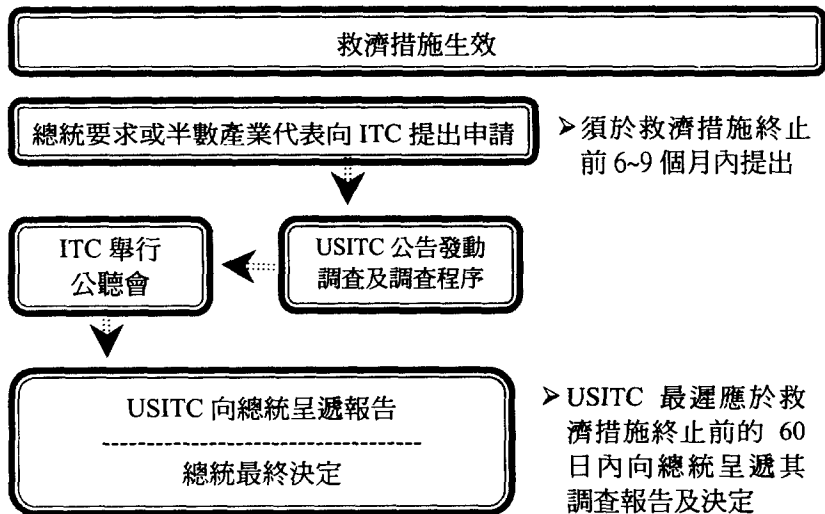 救濟措施生效
總統要求或半數產業代表向 ITC 提出申請
➢須於救濟措施終止
前 6~9 個月內提出
ITC 舉行
公聽會
USITC 公告發動
調查及調查程序
USITC 向總統呈遞報告
總統最終決定
➢USITC 最遲應於救
濟措施終止前的 60
日內向總統呈遞其
調查報告及決定